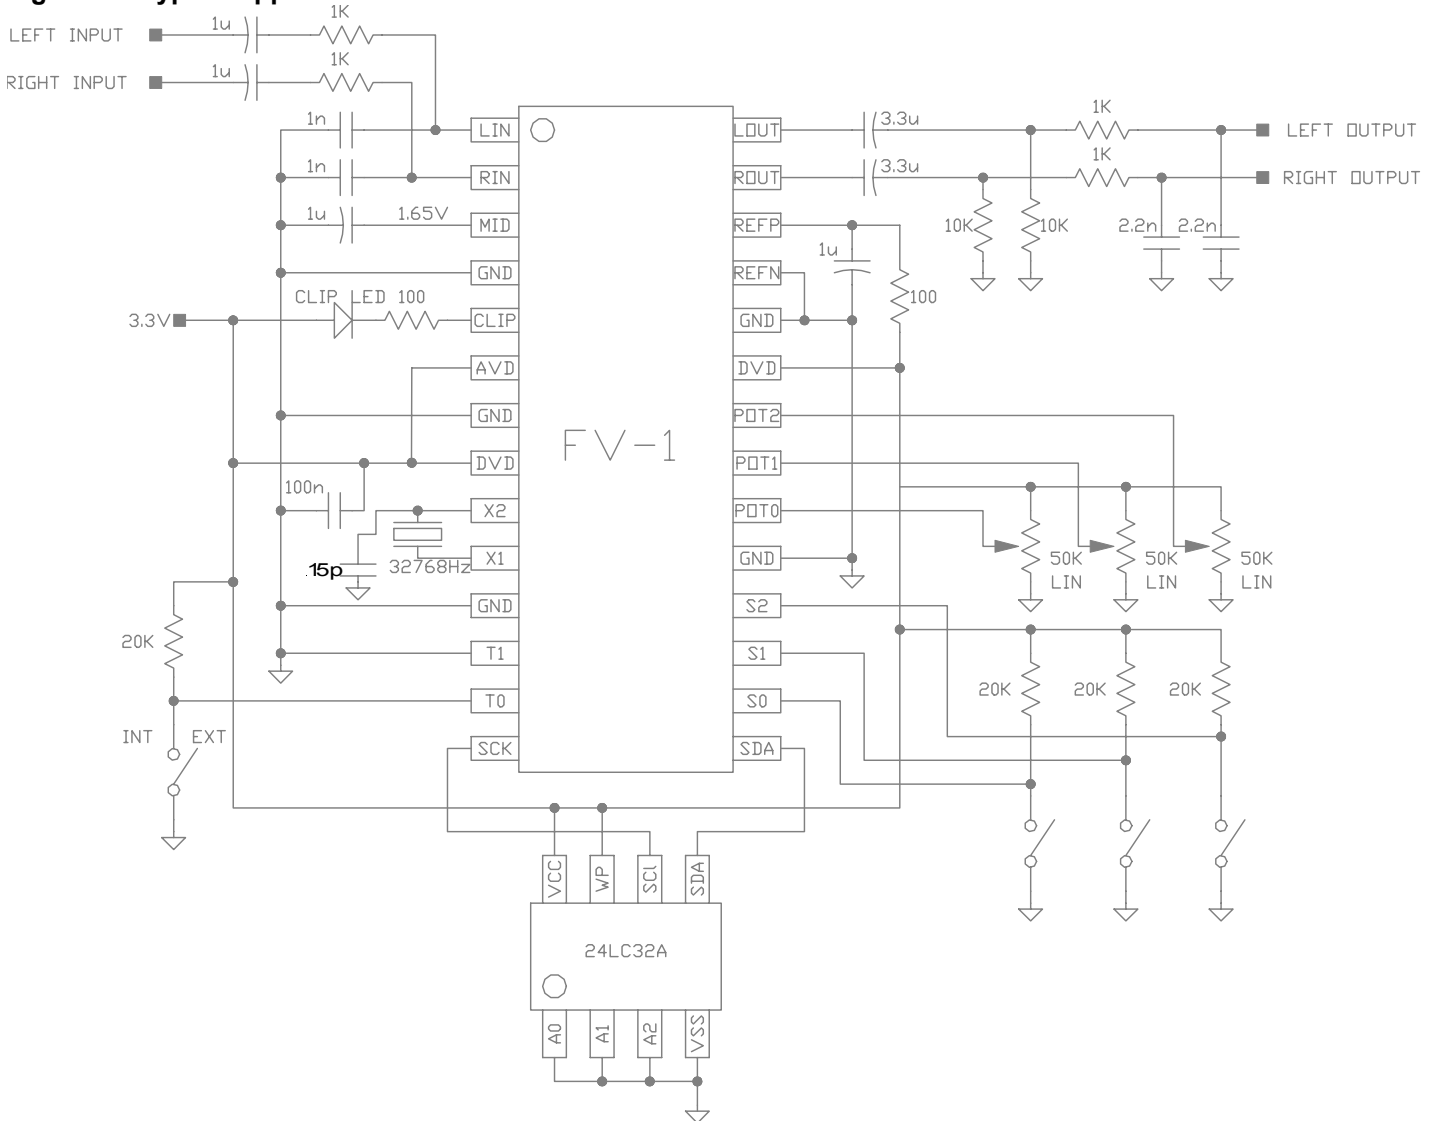 1u 1K
LEFT INPUT
1u 1K
RIGHT INPUT
1n LIN LOUT 3.3u 1K LEFT OUTPUT
1n RIN ROUT 3.3u 1K RIGHT OUTPUT
1u 1.65V MID REFP 10K 10K 2.2n 2.2n
GND REFN 1u
CLIP LED 100 100
3.3V CLIP GND
AVD DVD
GND POT2
FV-1
DVD POT1
100n
X2 POT0
15p 32768Hz X1 GND 50K LIN 50K LIN 50K LIN
GND S2
20K T1 S1
T0 S0 20K 20K 20K
INT EXT
SCK SDA
VCC WP SCl SDA
24LC32A
A0 A1 A2 VSS